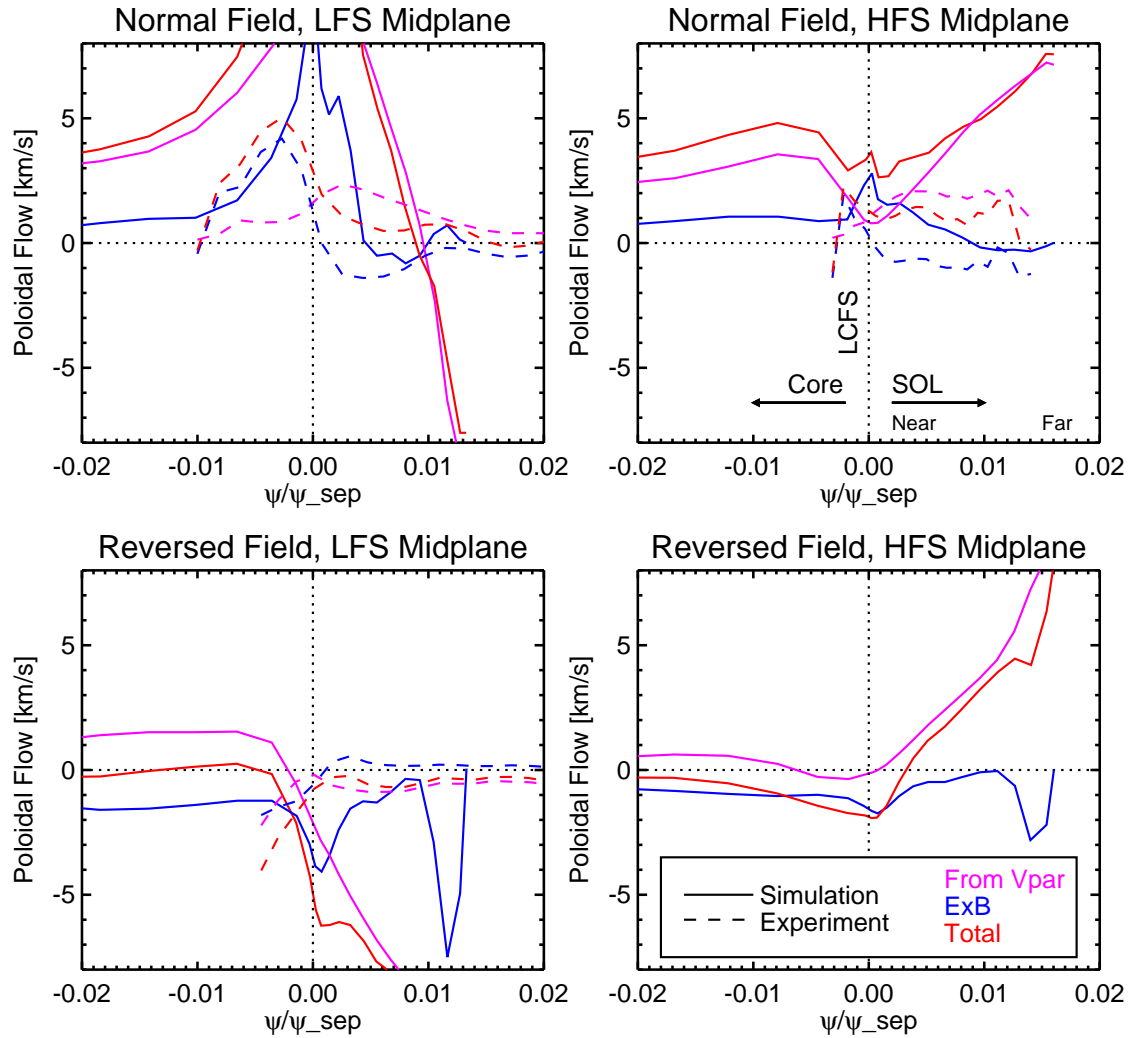 Normal Field, LFS Midplane
Poloidal Flow [km/s]
5
0
-5
-0.02 -0.01 0.00 0.01 0.02
ψ/ψ_sep
Normal Field, HFS Midplane
Poloidal Flow [km/s]
5
0
-5
LCFS
Core SOL
Near Far
-0.02 -0.01 0.00 0.01 0.02
ψ/ψ_sep
Reversed Field, LFS Midplane
Poloidal Flow [km/s]
5
0
-5
-0.02 -0.01 0.00 0.01 0.02
ψ/ψ_sep
Reversed Field, HFS Midplane
Poloidal Flow [km/s]
5
0
-5
Simulation
Experiment
From Vpar
ExB
Total
-0.02 -0.01 0.00 0.01 0.02
ψ/ψ_sep